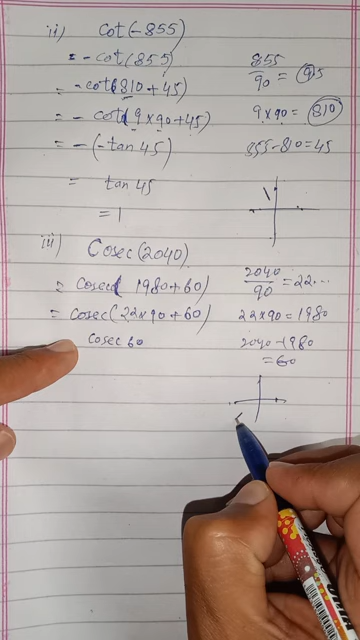 ii) cot(-855)
= -cot(855)
= -cot(810+45)
= -cot(9×90+45)
= -(-tan 45)
= tan 45
= 1
855/90 = 9.5
9×90 = 810
855-810=45
iii) Cosec(2040)
= Cosec(1980+60)
= Cosec(22×90+60)
Cosec 60
2040/90 = 22...
22×90=1980
2040-1980
=60